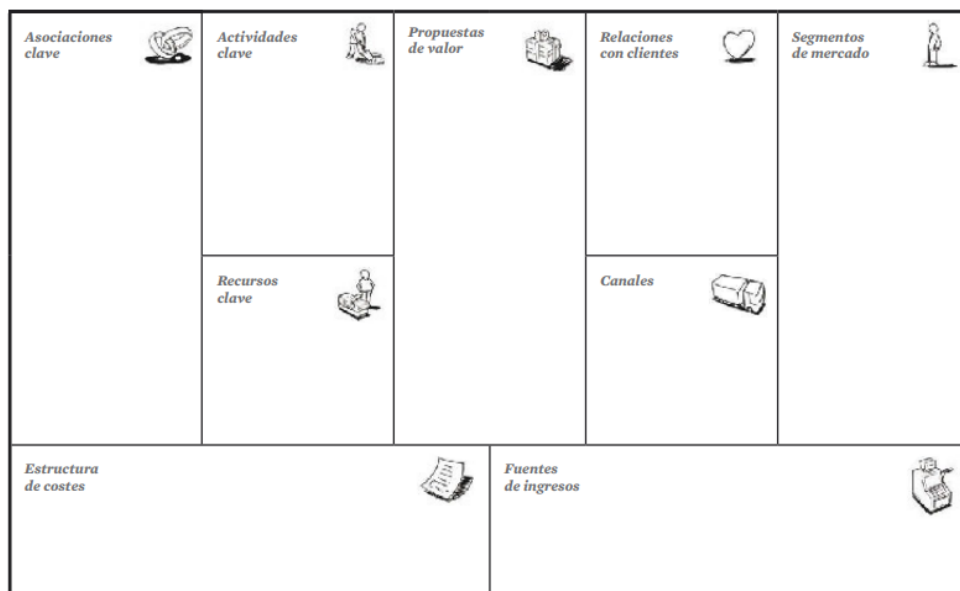 Asociaciones
clave
Actividades
clave
Propuestas
de valor
Relaciones
con clientes
Segmentos
de mercado
Recursos
clave
Canales
Estructura
de costes
Fuentes
de ingresos